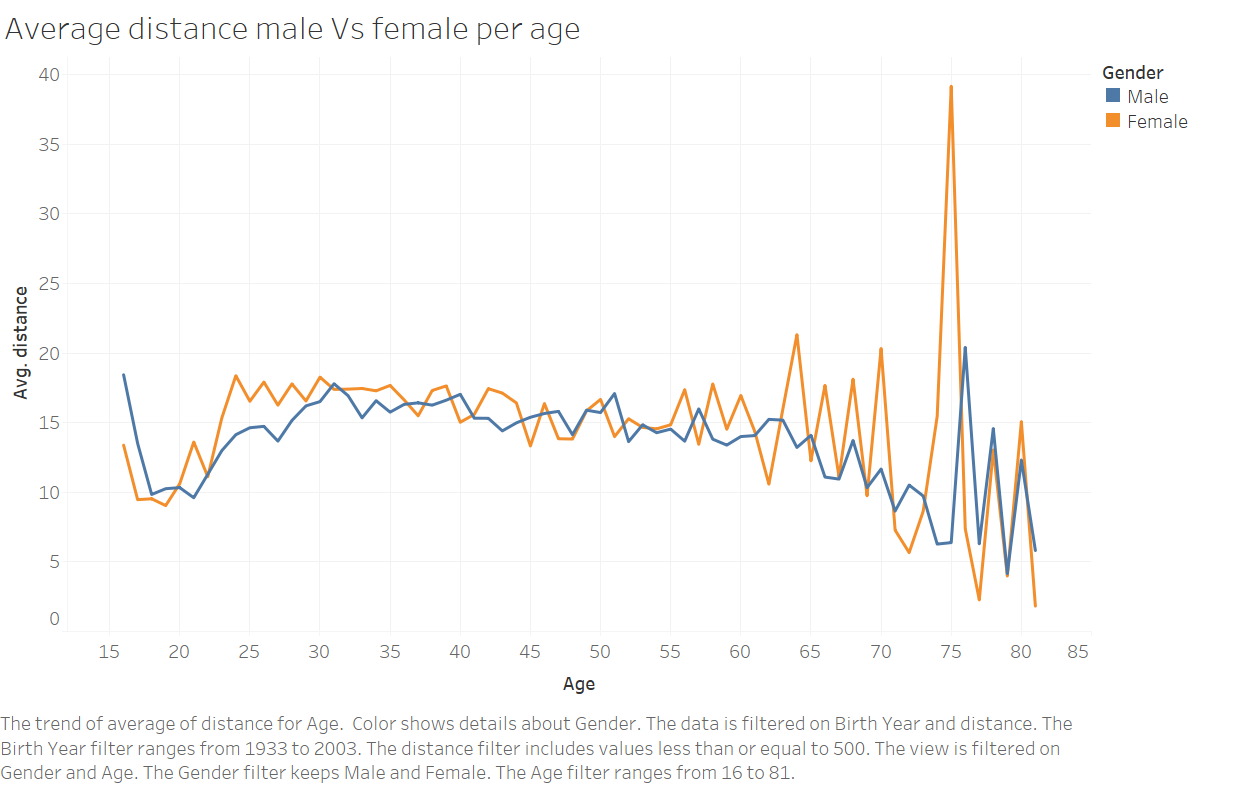 Average distance male Vs female per age
Gender
Male
Female
40
35
30
25
20
15
10
5
0
Avg. distance
15 20 25 30 35 40 45 50 55 60 65 70 75 80 85
Age
The trend of average of distance for Age.  Color shows details about Gender. The data is filtered on Birth Year and distance. The
Birth Year filter ranges from 1933 to 2003. The distance filter includes values less than or equal to 500. The view is filtered on
Gender and Age. The Gender filter keeps Male and Female. The Age filter ranges from 16 to 81.